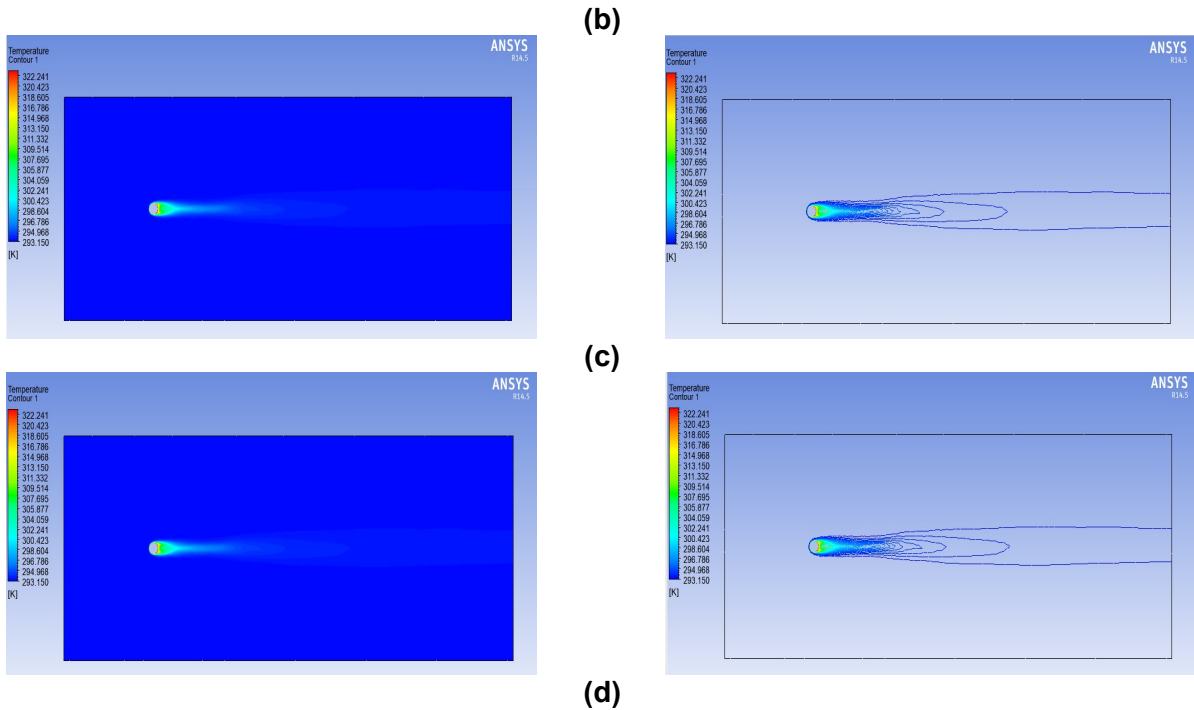 (b)
Temperature
Contour 1
322.241
320.423
318.605
316.786
314.968
313.150
311.332
309.514
307.695
305.877
304.059
302.241
300.423
298.604
296.786
294.968
293.150
[K]
ANSYS
R14.5
Temperature
Contour 1
322.241
320.423
318.605
316.786
314.968
313.150
311.332
309.514
307.695
305.877
304.059
302.241
300.423
298.604
296.786
294.968
293.150
[K]
ANSYS
R14.5
(c)
Temperature
Contour 1
322.241
320.423
318.605
316.786
314.968
313.150
311.332
309.514
307.695
305.877
304.059
302.241
300.423
298.604
296.786
294.968
293.150
[K]
ANSYS
R14.5
Temperature
Contour 1
322.241
320.423
318.605
316.786
314.968
313.150
311.332
309.514
307.695
305.877
304.059
302.241
300.423
298.604
296.786
294.968
293.150
[K]
ANSYS
R14.5
(d)